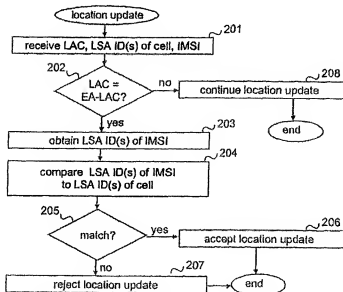 location update
201
receive LAC, LSA ID(s) of cell, IMSI
202
LAC =
EA-LAC?
no
208
continue location update
yes
end
203
obtain LSA ID(s) of IMSI
204
compare LSA ID(s) of IMSI
to LSA ID(s) of cell
205
match?
yes
206
accept location update
no
207
reject location update
end